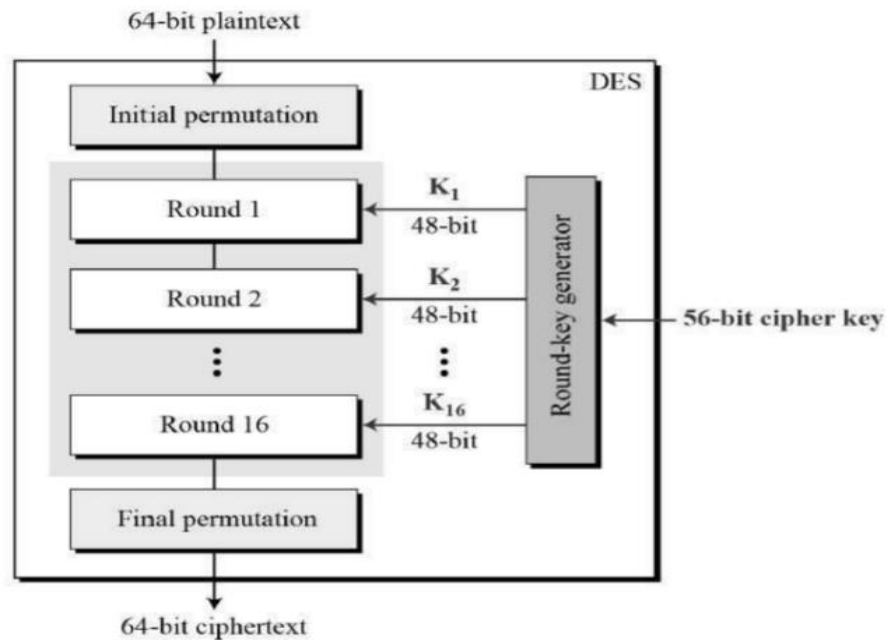 64-bit plaintext
DES
Initial permutation
K1
Round 1
48-bit
K2
Round 2
48-bit
Round-key generator
56-bit cipher key
K16
Round 16
48-bit
Final permutation
64-bit ciphertext